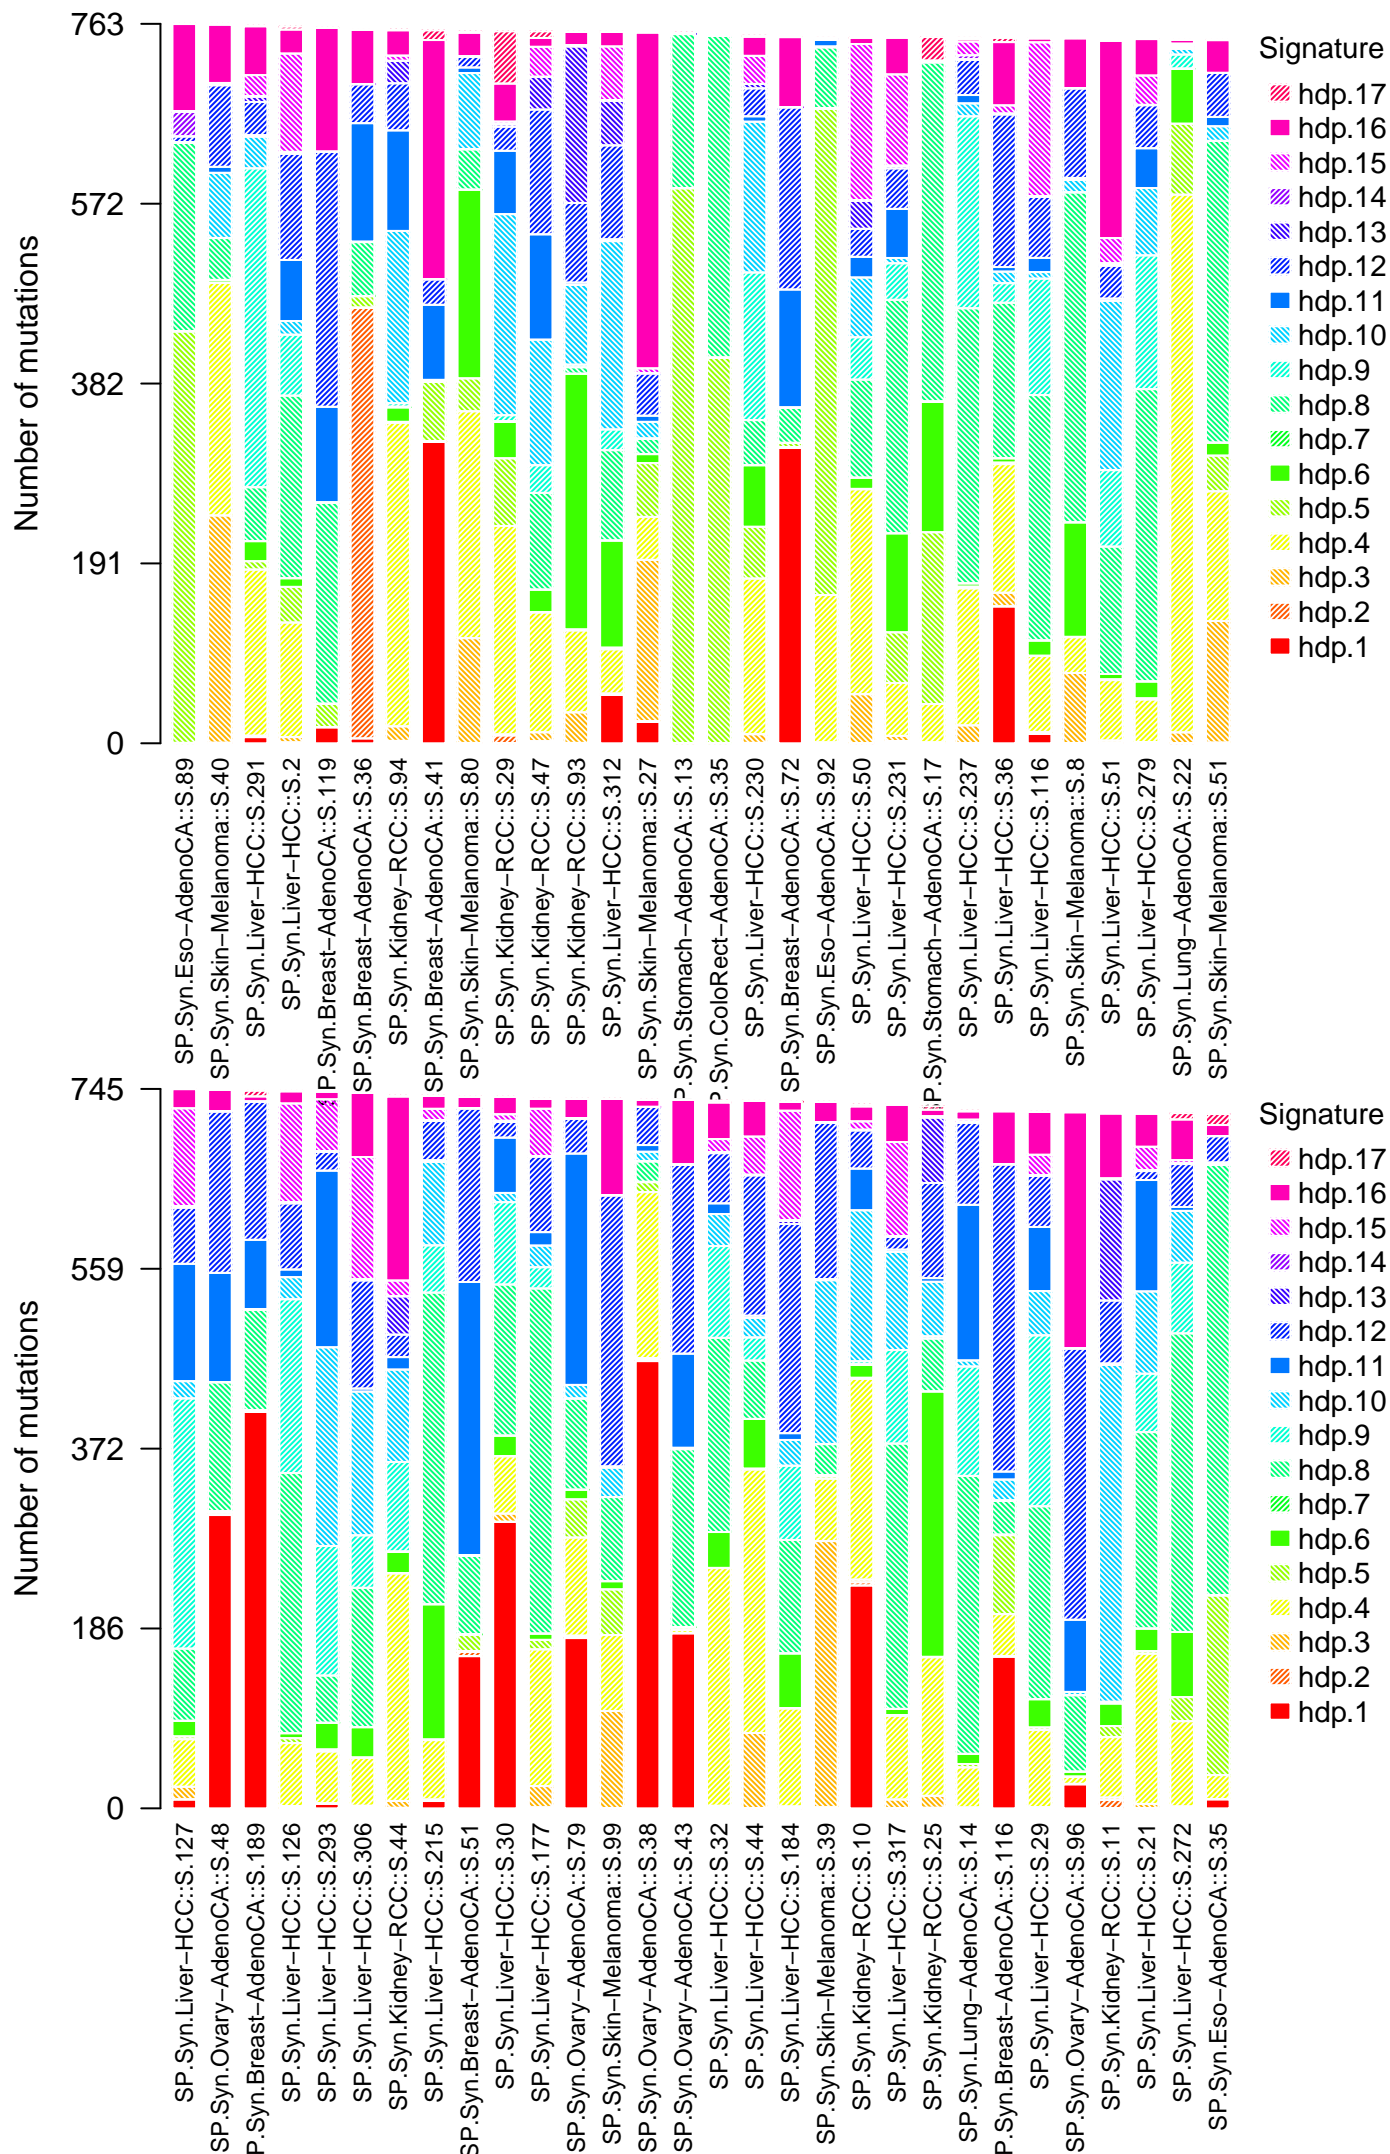 763
572
382
191
0
Number of mutations
Signature
hdp.17
hdp.16
hdp.15
hdp.14
hdp.13
hdp.12
hdp.11
hdp.10
hdp.9
hdp.8
hdp.7
hdp.6
hdp.5
hdp.4
hdp.3
hdp.2
hdp.1
SP.Syn.Eso−AdenoCA::S.89
SP.Syn.Skin−Melanoma::S.40
SP.Syn.Liver−HCC::S.291
SP.Syn.Liver−HCC::S.2
P.Syn.Breast−AdenoCA::S.119
SP.Syn.Breast−AdenoCA::S.36
SP.Syn.Kidney−RCC::S.94
SP.Syn.Breast−AdenoCA::S.41
SP.Syn.Skin−Melanoma::S.80
SP.Syn.Kidney−RCC::S.29
SP.Syn.Kidney−RCC::S.47
SP.Syn.Kidney−RCC::S.93
SP.Syn.Liver−HCC::S.312
SP.Syn.Skin−Melanoma::S.27
P.Syn.Stomach−AdenoCA::S.13
P.Syn.ColoRect−AdenoCA::S.35
SP.Syn.Liver−HCC::S.230
SP.Syn.Breast−AdenoCA::S.72
SP.Syn.Eso−AdenoCA::S.92
SP.Syn.Liver−HCC::S.50
SP.Syn.Liver−HCC::S.231
P.Syn.Stomach−AdenoCA::S.17
SP.Syn.Liver−HCC::S.237
SP.Syn.Liver−HCC::S.36
SP.Syn.Liver−HCC::S.116
SP.Syn.Skin−Melanoma::S.8
SP.Syn.Liver−HCC::S.51
SP.Syn.Liver−HCC::S.279
SP.Syn.Lung−AdenoCA::S.22
SP.Syn.Skin−Melanoma::S.51
745
559
372
186
0
Number of mutations
Signature
hdp.17
hdp.16
hdp.15
hdp.14
hdp.13
hdp.12
hdp.11
hdp.10
hdp.9
hdp.8
hdp.7
hdp.6
hdp.5
hdp.4
hdp.3
hdp.2
hdp.1
SP.Syn.Liver−HCC::S.127
SP.Syn.Ovary−AdenoCA::S.48
P.Syn.Breast−AdenoCA::S.189
SP.Syn.Liver−HCC::S.126
SP.Syn.Liver−HCC::S.293
SP.Syn.Liver−HCC::S.306
SP.Syn.Kidney−RCC::S.44
SP.Syn.Liver−HCC::S.215
SP.Syn.Breast−AdenoCA::S.51
SP.Syn.Liver−HCC::S.30
SP.Syn.Liver−HCC::S.177
SP.Syn.Ovary−AdenoCA::S.79
SP.Syn.Skin−Melanoma::S.99
SP.Syn.Ovary−AdenoCA::S.38
SP.Syn.Ovary−AdenoCA::S.43
SP.Syn.Liver−HCC::S.32
SP.Syn.Liver−HCC::S.44
SP.Syn.Liver−HCC::S.184
SP.Syn.Skin−Melanoma::S.39
SP.Syn.Kidney−RCC::S.10
SP.Syn.Liver−HCC::S.317
SP.Syn.Kidney−RCC::S.25
SP.Syn.Lung−AdenoCA::S.14
P.Syn.Breast−AdenoCA::S.116
SP.Syn.Liver−HCC::S.29
SP.Syn.Ovary−AdenoCA::S.96
SP.Syn.Kidney−RCC::S.11
SP.Syn.Liver−HCC::S.21
SP.Syn.Liver−HCC::S.272
SP.Syn.Eso−AdenoCA::S.35